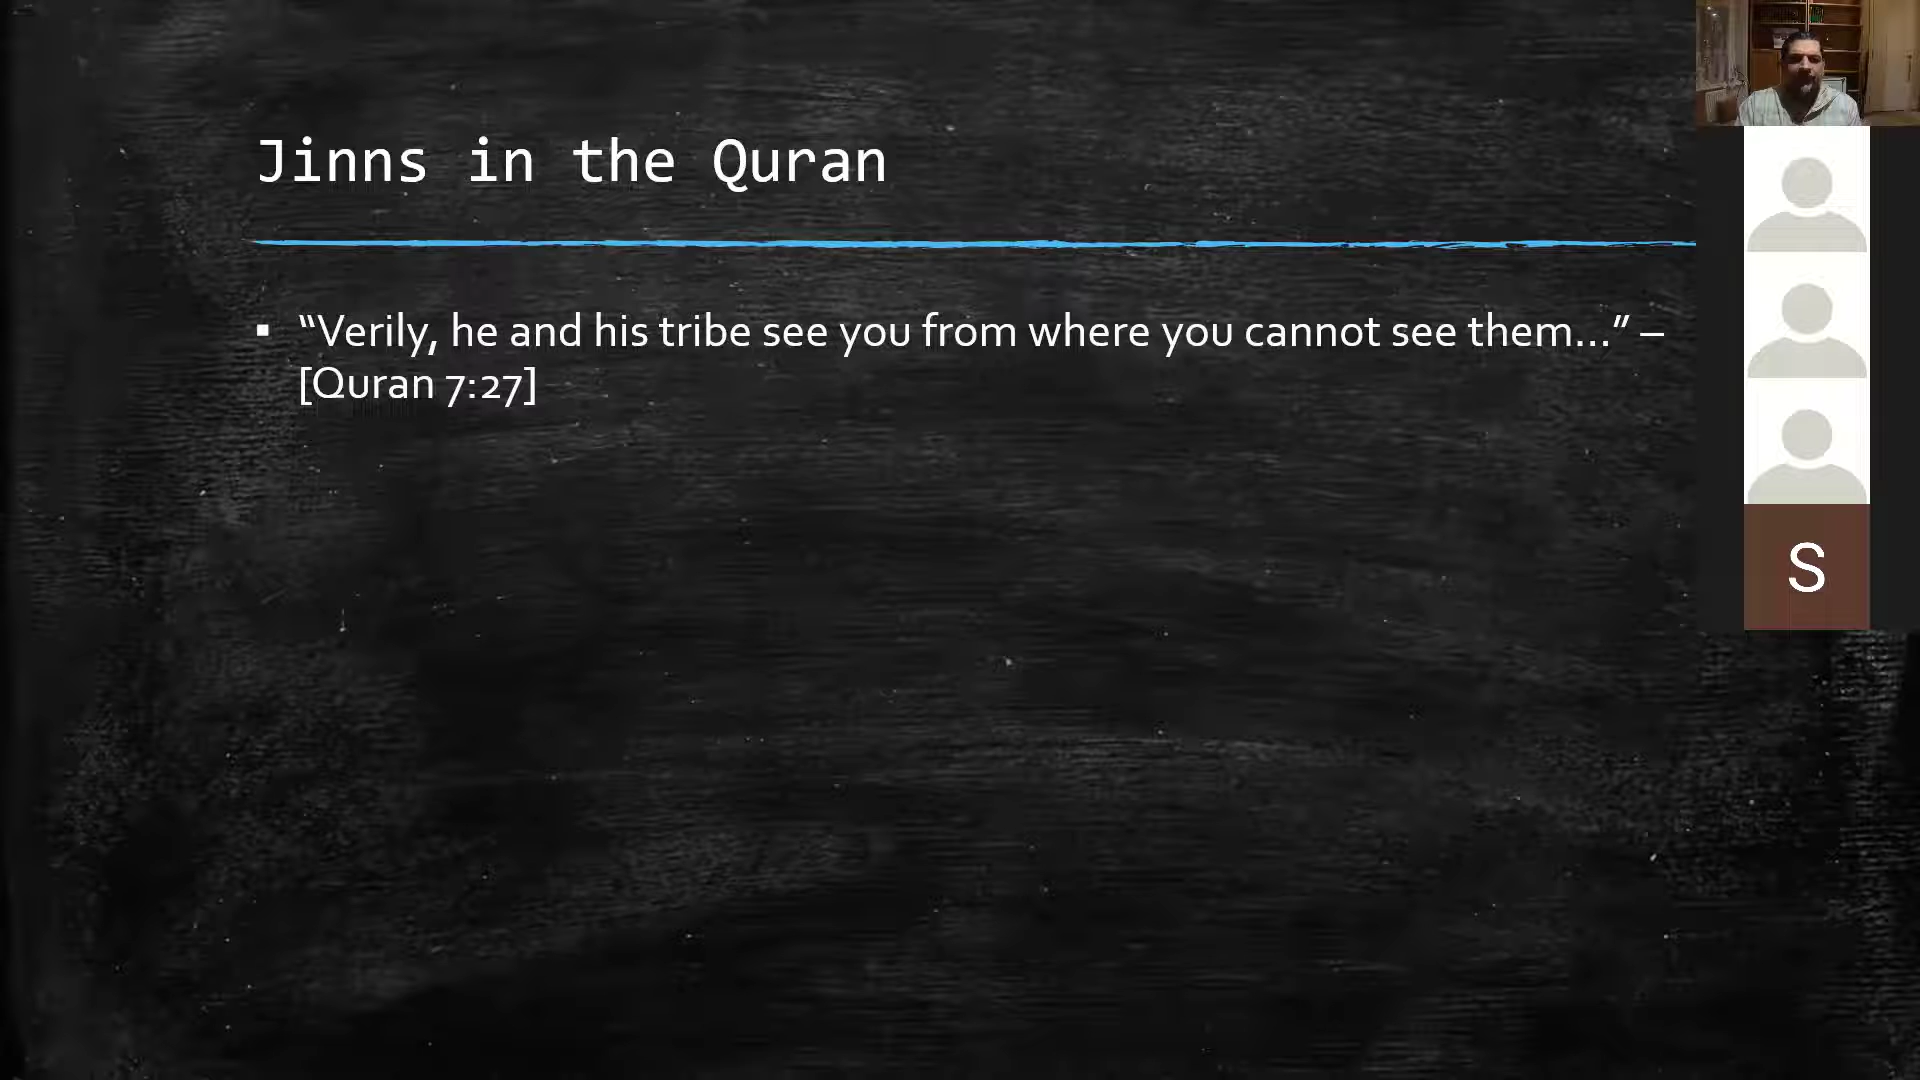 Jinns in the Quran
▪ “Verily, he and his tribe see you from where you cannot see them…” –
[Quran 7:27]
S